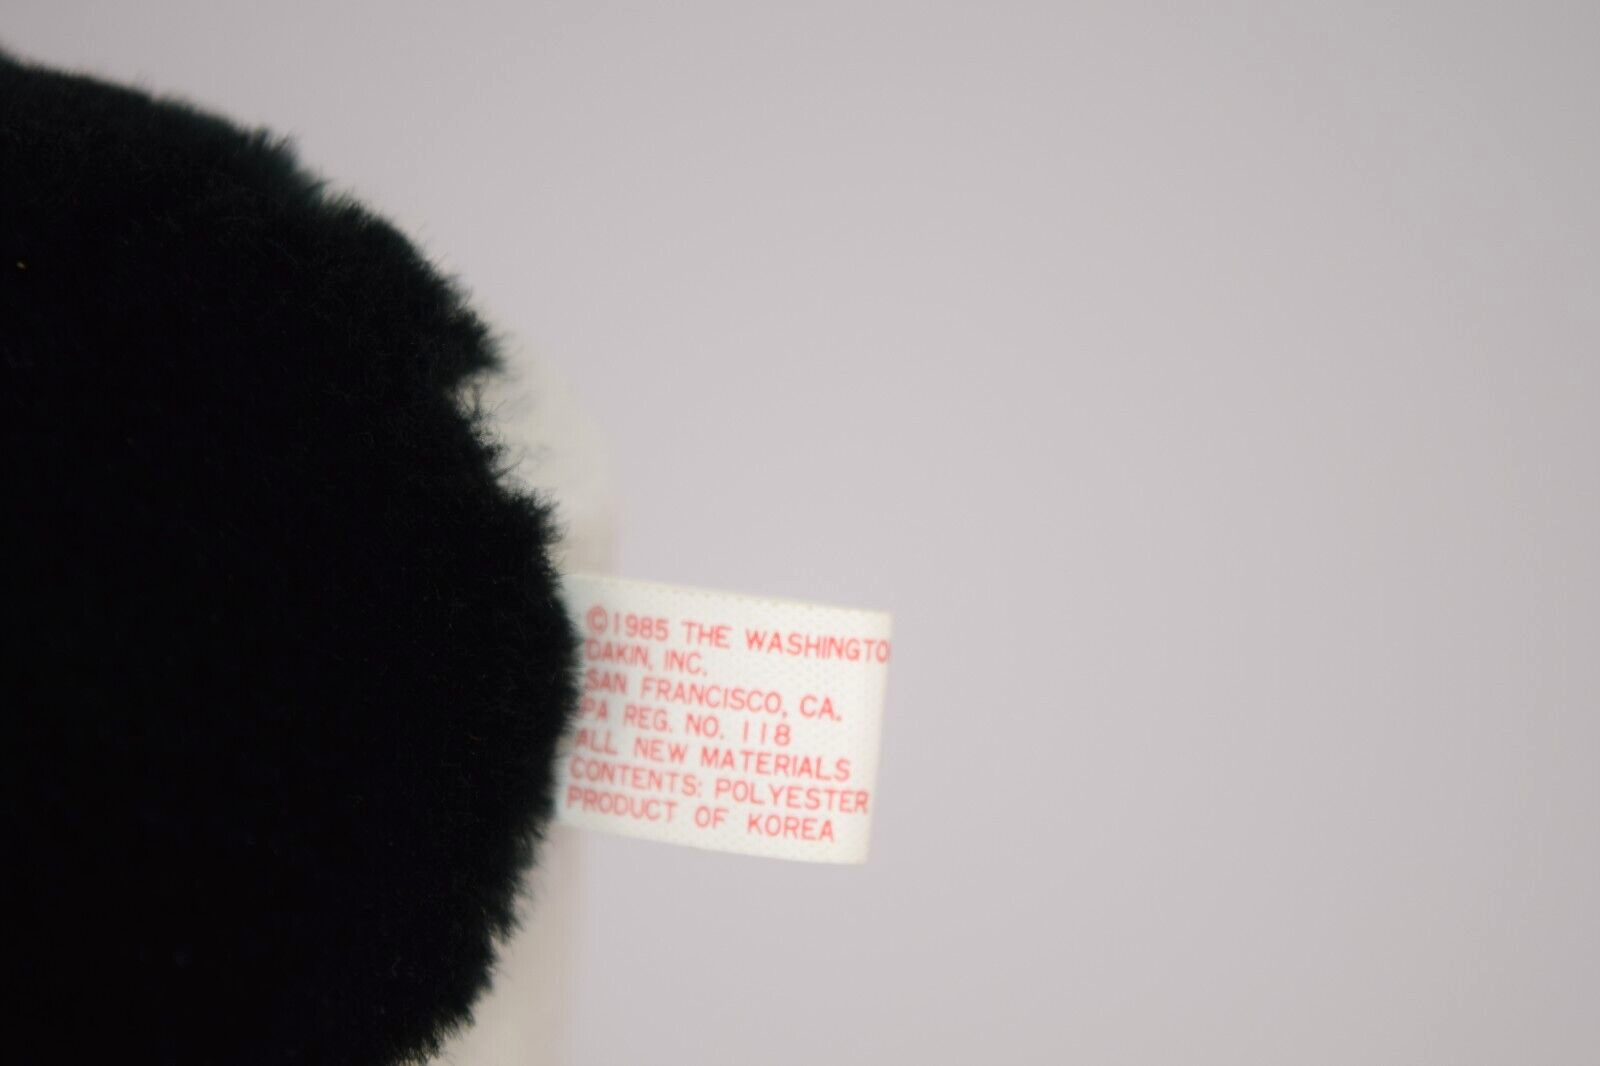 ©1985 THE WASHINGTO
DAKIN, INC.
SAN FRANCISCO, CA.
PA REG. NO. 118
ALL NEW MATERIALS
CONTENTS: POLYESTER
PRODUCT OF KOREA